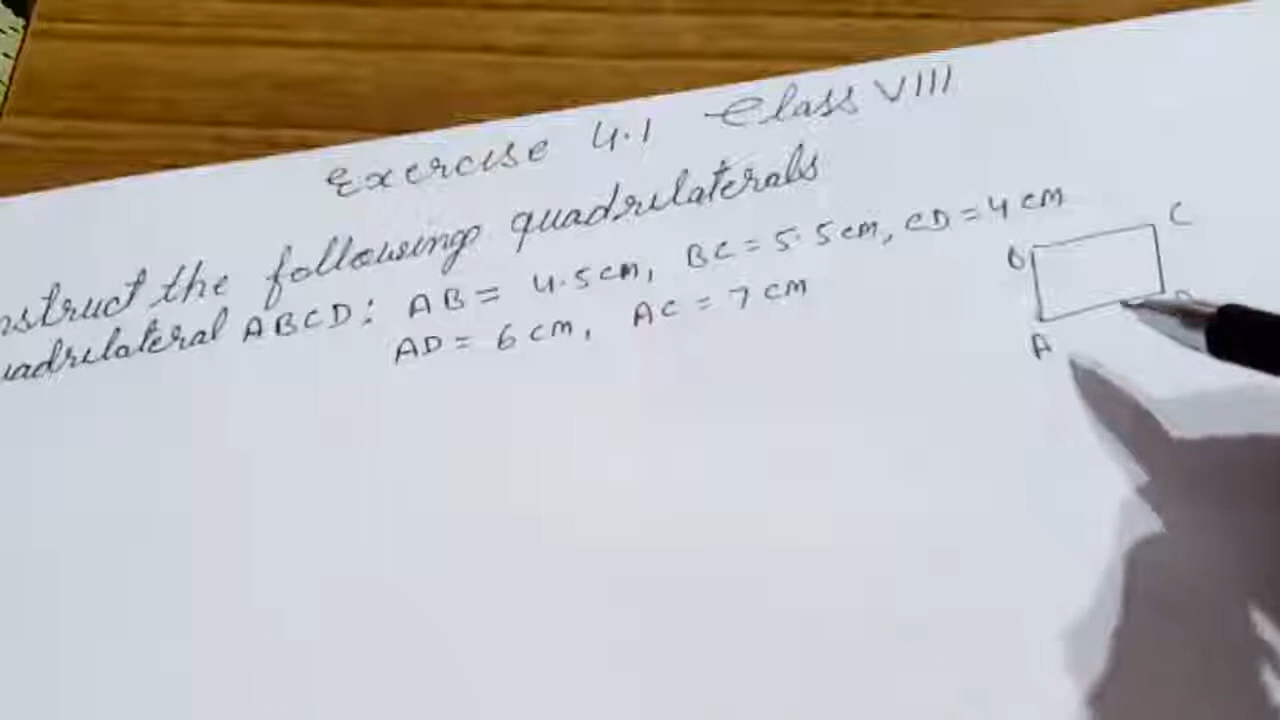 Exercise 4.1 Class VIII
nstruct the following quadrilaterals
uadrilateral ABCD: AB = 4.5 cm, BC = 5.5 cm, CD = 4 cm
AD = 6 cm, AC = 7 cm
C
A